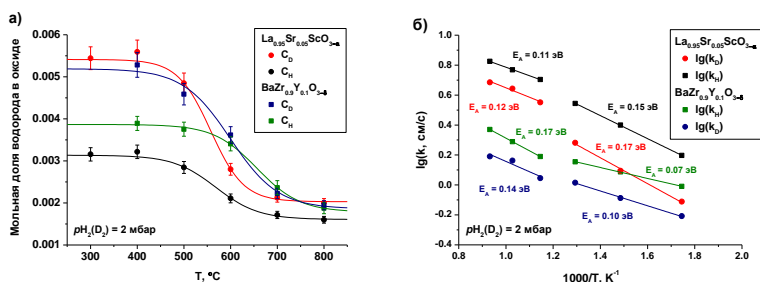 а)
Мольная доля водорода в оксиде
0.006
0.005
0.004
0.003
0.002
0.001
300 400 500 600 700 800
T, °C
La0.95Sr0.05ScO3-δ
CD
CH
BaZr0.9Y0.1O3-δ
CD
CH
pH2(D2) = 2 мбар
б)
lg(k, см/с)
1.0
0.8
0.6
0.4
0.2
0.0
-0.2
-0.4
0.8 1.0 1.2 1.4 1.6 1.8 2.0
1000/T, K-1
La0.95Sr0.05ScO3-δ
lg(kD)
lg(kH)
BaZr0.9Y0.1O3-δ
lg(kH)
lg(kD)
EA = 0.11 эВ
EA = 0.15 эВ
EA = 0.12 эВ
EA = 0.17 эВ
EA = 0.17 эВ
EA = 0.07 эВ
EA = 0.14 эВ
EA = 0.10 эВ
pH2(D2) = 2 мбар